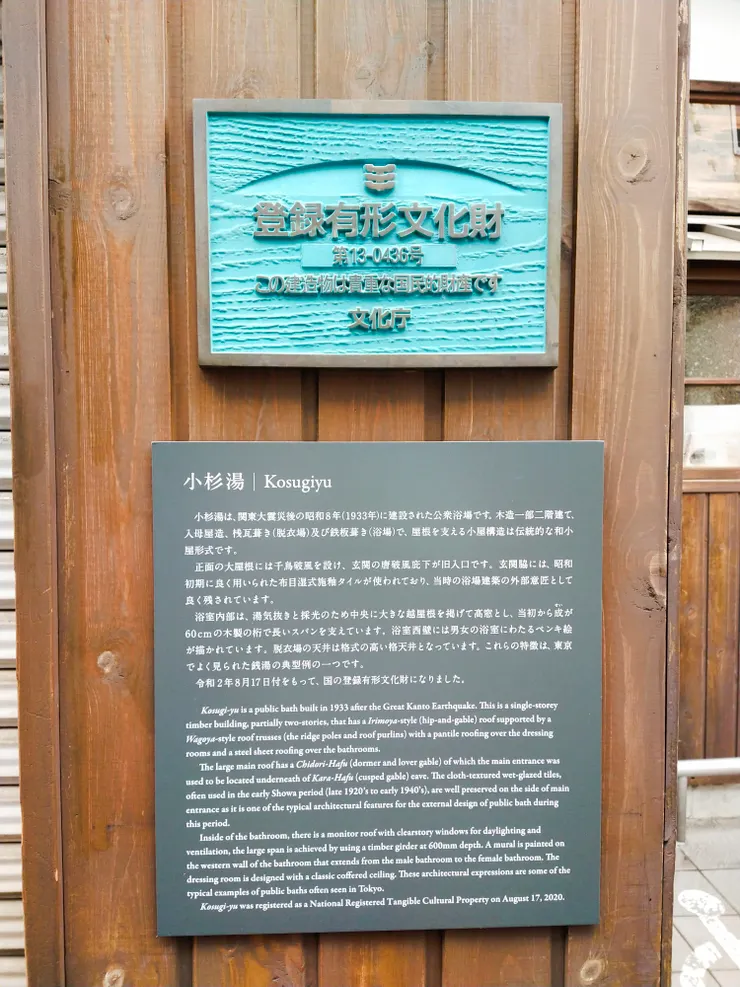 登録有形文化財
第13-0436号
この建造物は貴重な国民的財産です
文化庁
小杉湯 | Kosugiyu
小杉湯は、関東大震災後の昭和8年(1933年)に建設された公衆浴場です。木造一部二階建て、
入母屋造、桟瓦葺き(脱衣場)及び鉄板葺き(浴場)で、屋根を支える小屋構造は伝統的な和小
屋形式です。
正面の大屋根には千鳥破風を設け、玄関の唐破風庇下が旧入口です。玄関脇には、昭和
初期に良く用いられた布目湿式施釉タイルが使われており、当時の浴場建築の外部意匠として
良く残されています。
浴室内部は、湯気抜きと採光のため中央に大きな越屋根を掲げて高窓とし、当初から成が
60cmの木製の桁で長いスパンを支えています。浴室西壁には男女の浴室にわたるペンキ絵
が描かれています。脱衣場の天井は格式の高い格天井となっています。これらの特徴は、東京
でよく見られた銭湯の典型例の一つです。
令和2年8月17日付をもって、国の登録有形文化財になりました。
Kosugi-yu is a public bath built in 1933 after the Great Kanto Earthquake. This is a single-storey
timber building, partially two-stories, that has a Irimoya-style (hip-and-gable) roof supported by a
Wagoya-style roof trusses (the ridge poles and roof purlins) with a pantile roofing over the dressing
rooms and a steel sheet roofing over the bathrooms.
The large main roof has a Chidori-Hafu (dormer and lover gable) of which the main entrance was
used to be located underneath of Kara-Hafu (cusped gable) eave. The cloth-textured wet-glazed tiles,
often used in the early Showa period (late 1920's to early 1940's), are well preserved on the side of main
entrance as it is one of the typical architectural features for the external design of public bath during
this period.
Inside of the bathroom, there is a monitor roof with clearstory windows for daylighting and
ventilation, the large span is achieved by using a timber girder at 600mm depth. A mural is painted on
the western wall of the bathroom that extends from the male bathroom to the female bathroom. The
dressing room is designed with a classic coffered ceiling. These architectural expressions are some of the
typical examples of public baths often seen in Tokyo.
Kosugi-yu was registered as a National Registered Tangible Cultural Property on August 17, 2020.